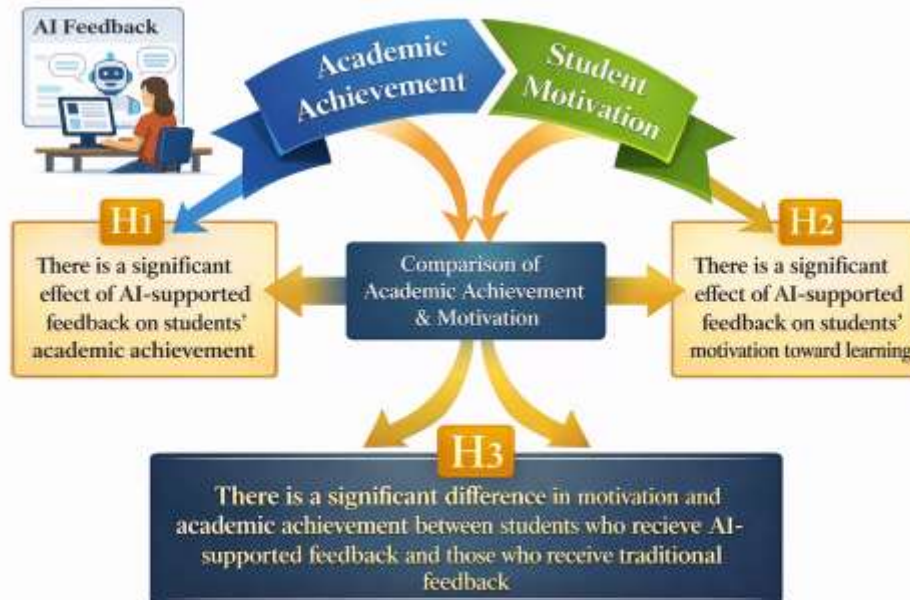 AI Feedback
Academic
Achievement
Student
Motivation
H1
There is a significant
effect of AI-supported
feedback on students'
academic achievement
Comparison of
Academic Achievement
& Motivation
H2
There is a significant
effect of AI-supported
feedback on students'
motivation toward learning
H3
There is a significant difference in motivation and
academic achievement between students who recieve AI-
supported feedback and those who receive traditional
feedback